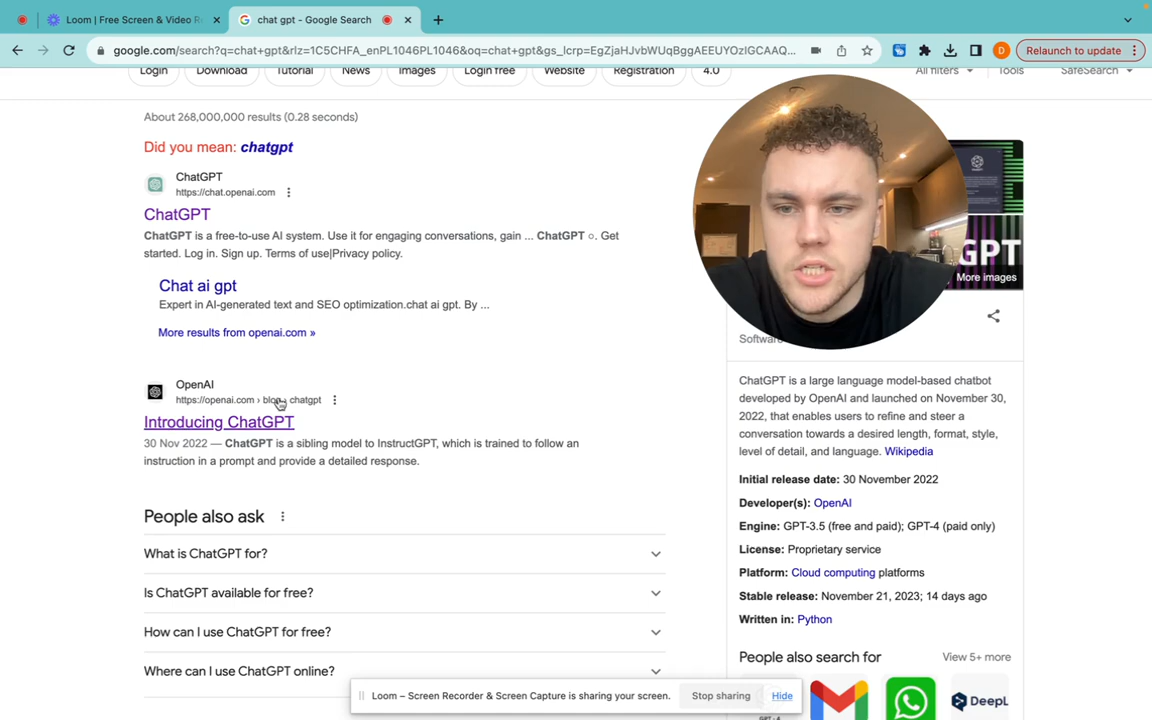 Loom | Free Screen & Video Re
chat gpt - Google Search
google.com/search?q=chat+gpt&rlz=1C5CHFA_enPL1046PL1046&oq=chat+gpt&gs_lcrp=EgZjaHJvbWUqBggAEEUYOzIGCAAQ...
D
Relaunch to update
Login
Download
Tutorial
News
Images
Login free
Website
Registration
4.0
All filters
Tools
SafeSearch
About 268,000,000 results (0.28 seconds)
Did you mean: chatgpt
ChatGPT
https://chat.openai.com
ChatGPT
ChatGPT is a free-to-use AI system. Use it for engaging conversations, gain ... ChatGPT ○. Get
started. Log in. Sign up. Terms of use|Privacy policy.
Chat ai gpt
Expert in AI-generated text and SEO optimization.chat ai gpt. By ...
More results from openai.com »
OpenAI
https://openai.com › blog › chatgpt
Introducing ChatGPT
30 Nov 2022 — ChatGPT is a sibling model to InstructGPT, which is trained to follow an
instruction in a prompt and provide a detailed response.
People also ask
What is ChatGPT for?
Is ChatGPT available for free?
How can I use ChatGPT for free?
Where can I use ChatGPT online?
GPT
More images
Software
ChatGPT is a large language model-based chatbot
developed by OpenAI and launched on November 30,
2022, that enables users to refine and steer a
conversation towards a desired length, format, style,
level of detail, and language. Wikipedia
Initial release date: 30 November 2022
Developer(s): OpenAI
Engine: GPT-3.5 (free and paid); GPT-4 (paid only)
License: Proprietary service
Platform: Cloud computing platforms
Stable release: November 21, 2023; 14 days ago
Written in: Python
People also search for
View 5+ more
DeepL
Loom – Screen Recorder & Screen Capture is sharing your screen.
Stop sharing
Hide
GPT-4